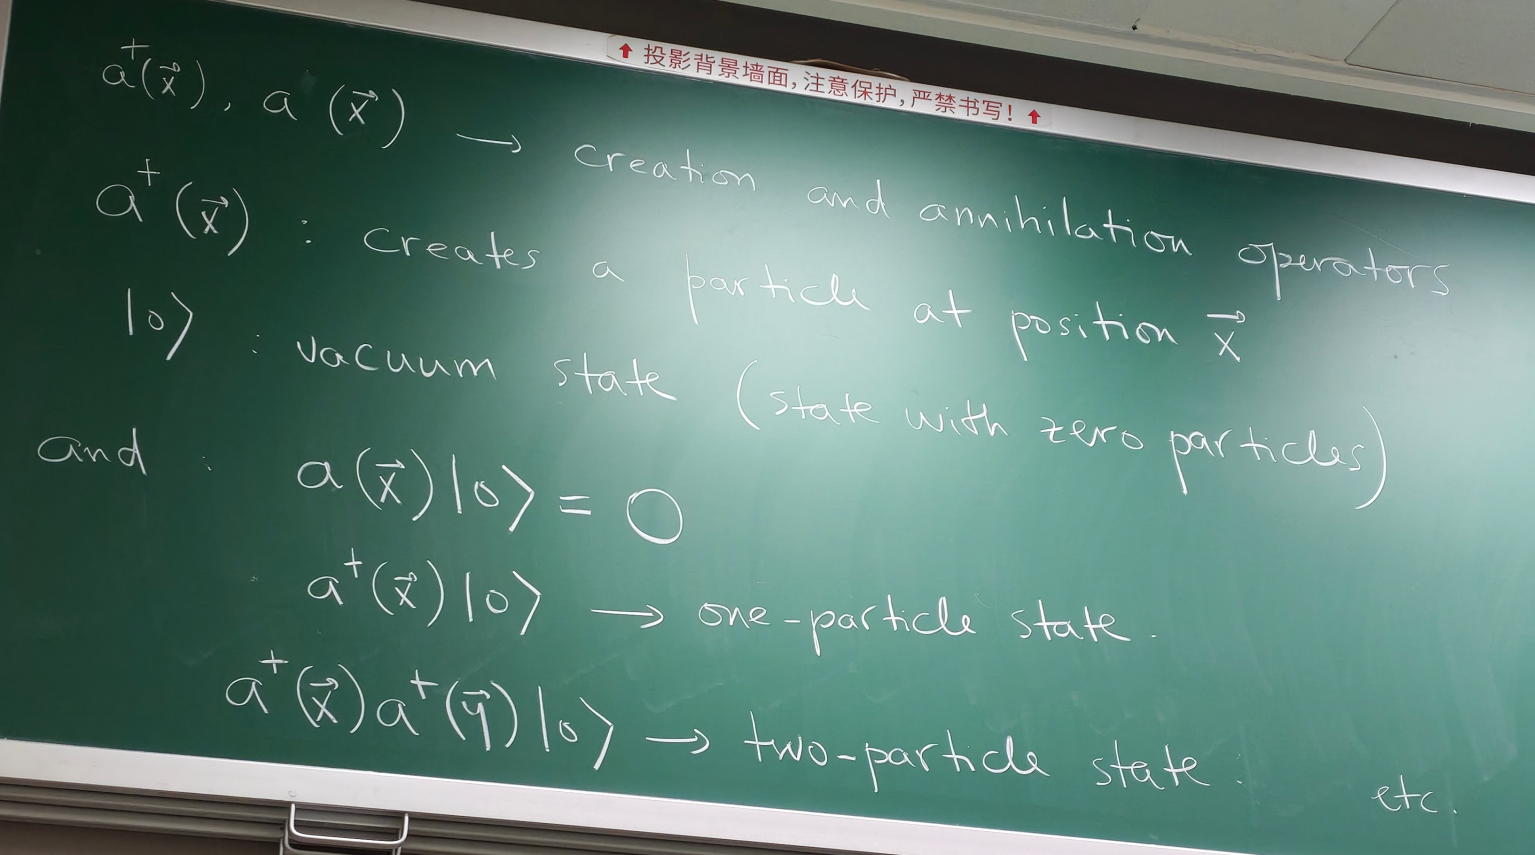 ↑ 投影背景墙面,注意保护,严禁书写! ↑
a⁺(x⃗), a (x⃗) → creation and annihilation operators
a⁺(x⃗) : creates a particle at position x⃗
|0⟩ : vacuum state (state with zero particles)
and : a(x⃗)|0⟩ = 0
: a⁺(x⃗)|0⟩ → one-particle state.
a⁺(x⃗)a⁺(y⃗)|0⟩ → two-particle state. etc.